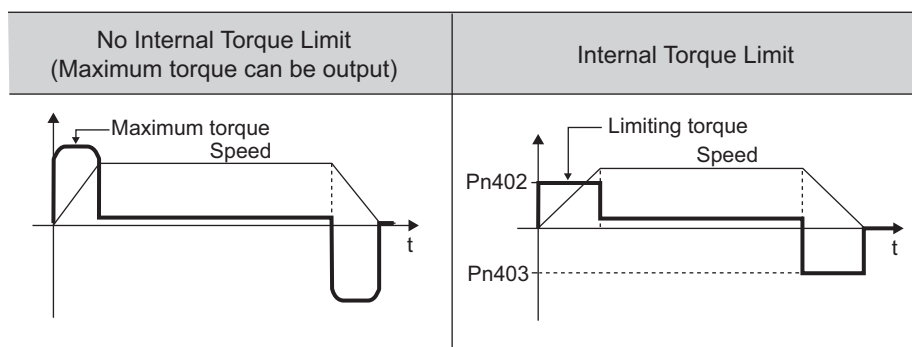 No Internal Torque Limit
(Maximum torque can be output)
Internal Torque Limit
Maximum torque
Speed
t
Limiting torque
Speed
Pn402
t
Pn403